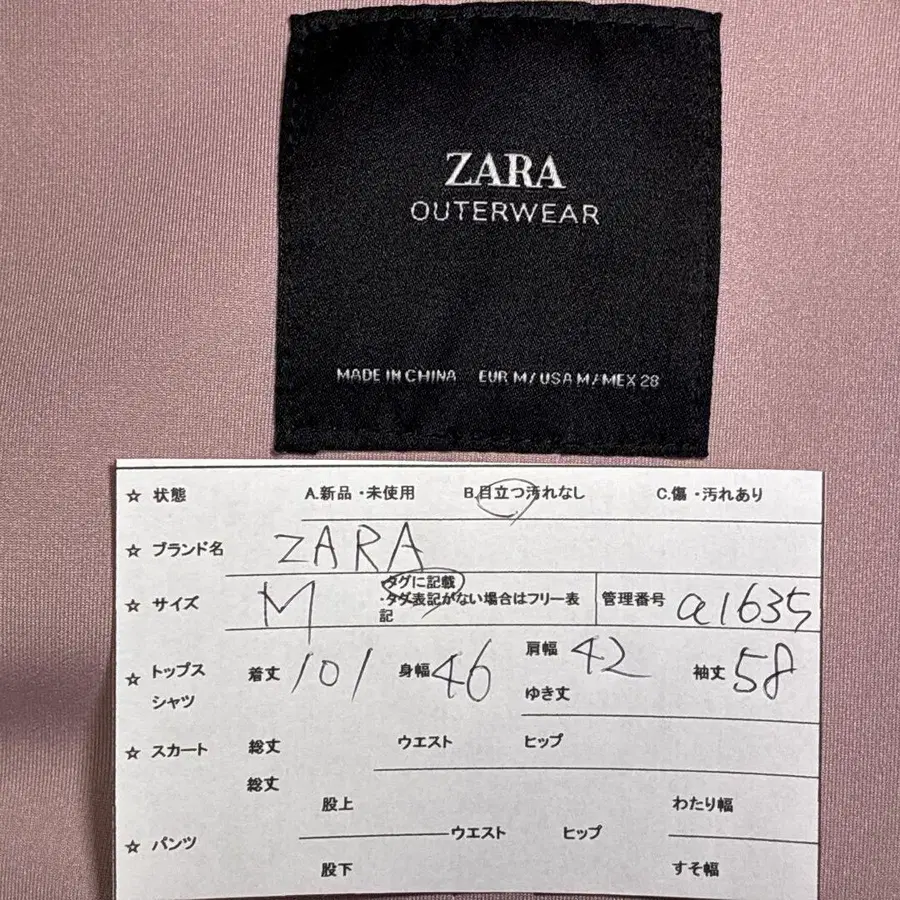 ZARA
OUTERWEAR
MADE IN CHINA EUR M/USA M/MEX 28
☆ 状態 A.新品・未使用 B.目立つ汚れなし C.傷・汚れあり
☆ ブランド名 ZARA
☆ サイズ M ・タグに記載
・タグ表記がない場合はフリー表記 管理番号 a1635
☆ トップス シャツ 着丈 101 身幅 46 肩幅 42 袖丈 58
ゆき丈
☆ スカート 総丈 ウエスト ヒップ
総丈
股上 わたり幅
☆ パンツ ウエスト ヒップ
股下 すそ幅